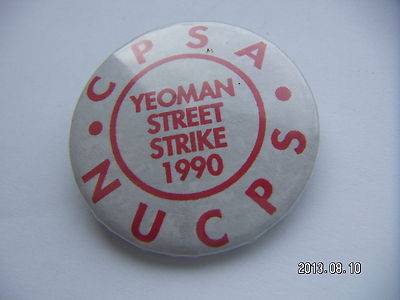 CPSA
YEOMAN
STREET
STRIKE
1990
NUCPS
2013.08.10